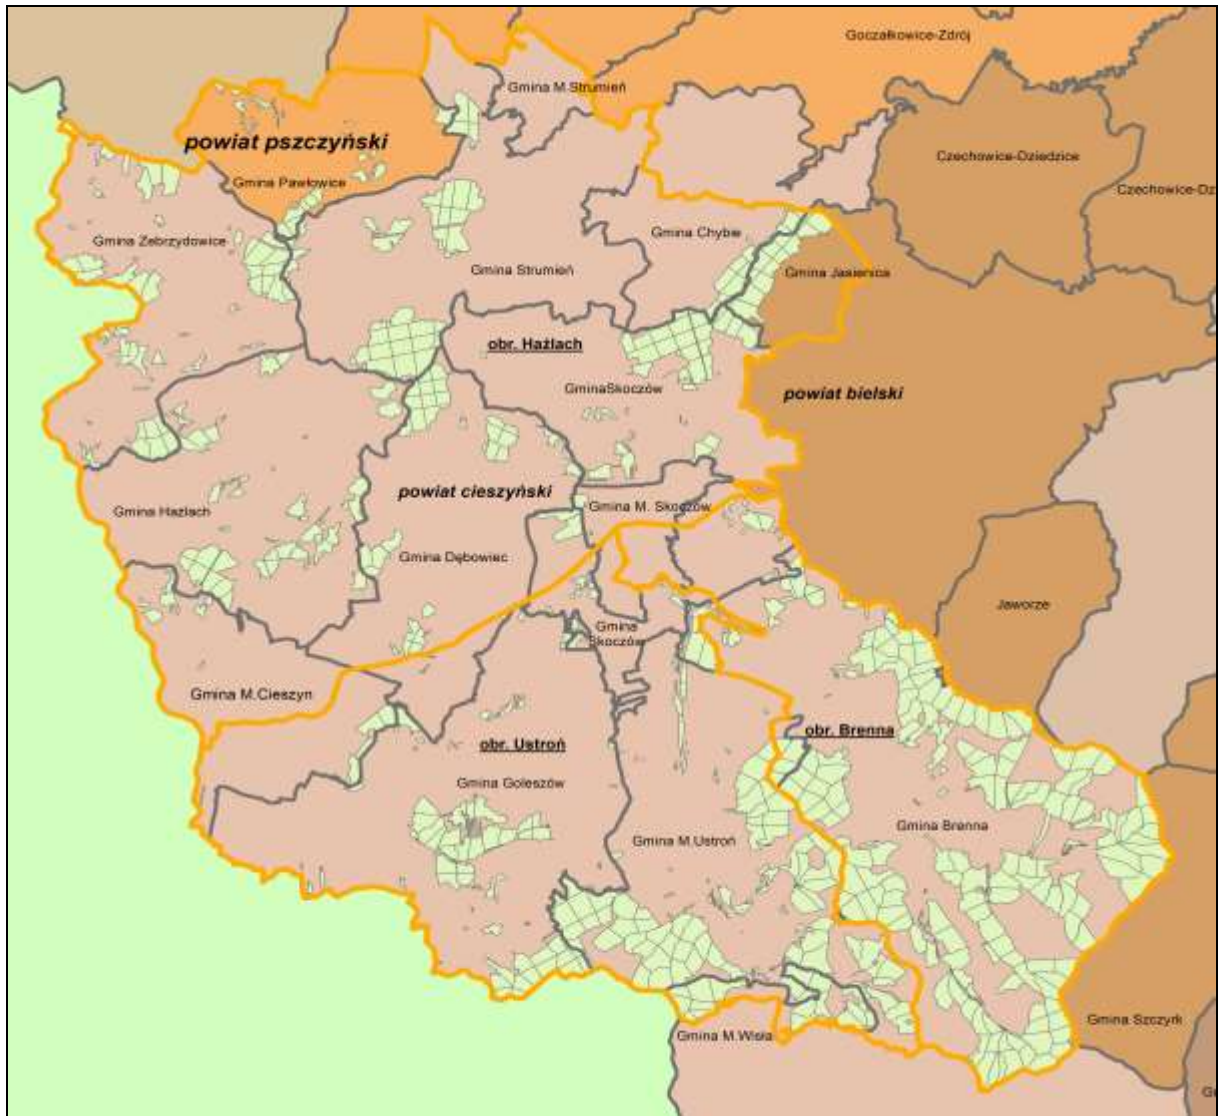 Goczałkowice-Zdrój
Gmina M.Strumień
powiat pszczyński
Czechowice-Dziedzice
Gmina Pawłowice
Czechowice-Dz
Gmina Zebrzydowice
Gmina Chybie
Gmina Strumień
Gmina Jasienica
obr. Hażlach
GminaSkoczów
powiat bielski
powiat cieszyński
Gmina Hażlach
Gmina M. Skoczów
Gmina Dębowiec
Jaworze
Gmina
Skoczów
Gmina M.Cieszyn
obr. Ustroń
obr. Brenna
Gmina Goleszów
Gmina Brenna
Gmina M.Ustroń
Gmina Szczyrk
Gmina M.Wisła
G